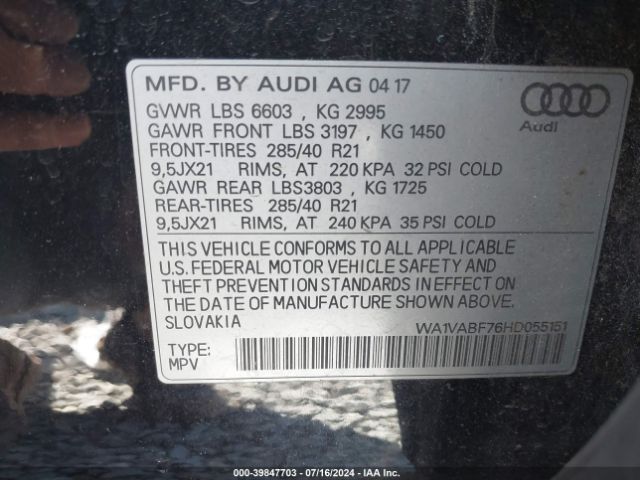 MFD. BY AUDI AG 04 17
GVWR LBS 6603 , KG 2995
GAWR FRONT LBS 3197 , KG 1450
FRONT-TIRES 285/40 R21
9,5JX21 RIMS, AT 220 KPA 32 PSI COLD
GAWR REAR LBS3803 , KG 1725
REAR-TIRES 285/40 R21
9,5JX21 RIMS, AT 240 KPA 35 PSI COLD
Audi
THIS VEHICLE CONFORMS TO ALL APPLICABLE
U.S. FEDERAL MOTOR VEHICLE SAFETY AND
THEFT PREVENTION STANDARDS IN EFFECT ON
THE DATE OF MANUFACTURE SHOWN ABOVE.
SLOVAKIA
WA1VABF76HD055151
TYPE:
MPV
000-39847703 - 07/16/2024 - IAA Inc.